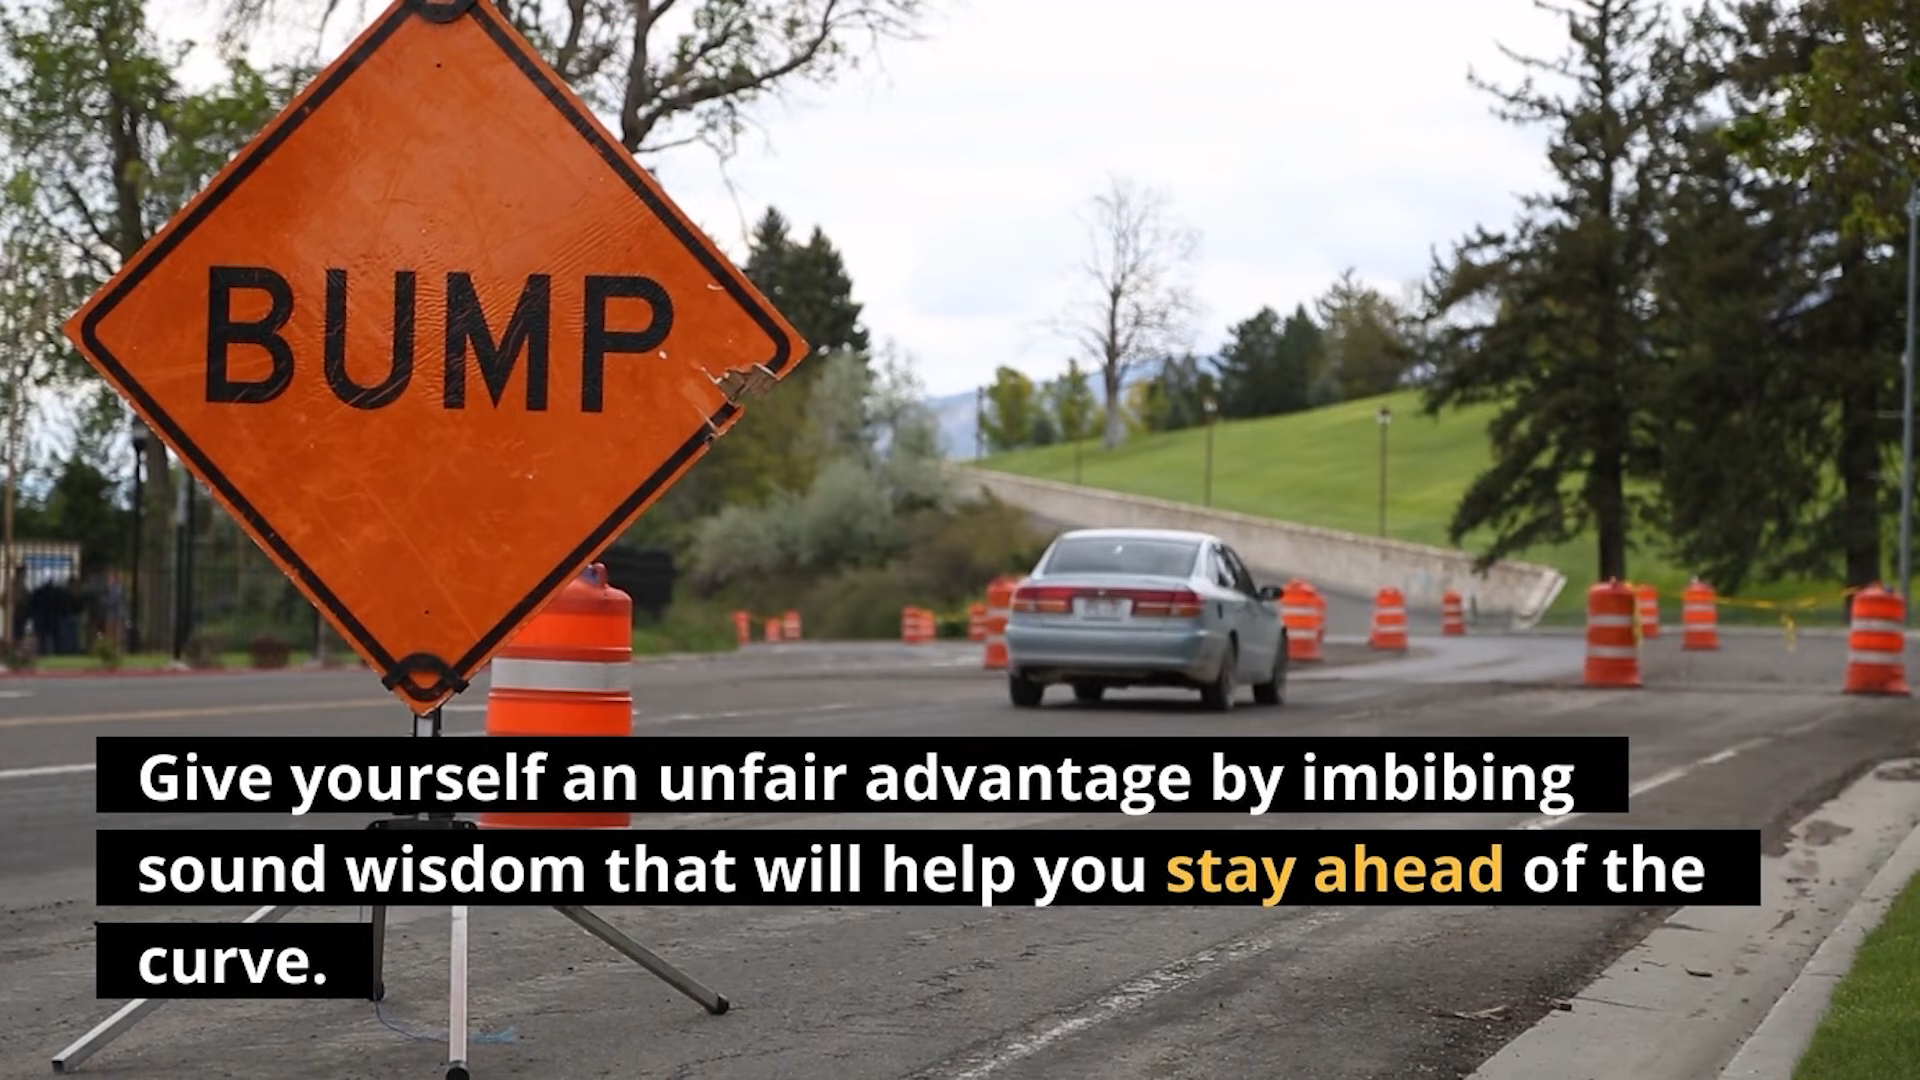 BUMP
Give yourself an unfair advantage by imbibing
sound wisdom that will help you stay ahead of the
curve.